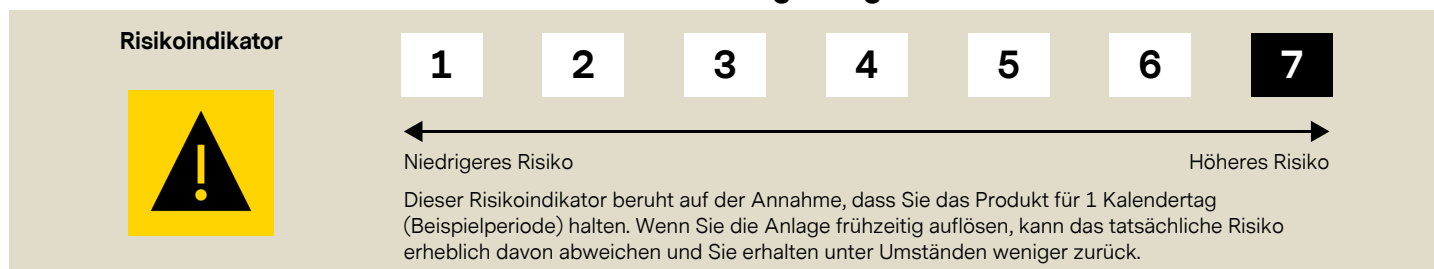 Risikoindikator
1 2 3 4 5 6 7
Niedrigeres Risiko
Höheres Risiko
Dieser Risikoindikator beruht auf der Annahme, dass Sie das Produkt für 1 Kalendertag
(Beispielperiode) halten. Wenn Sie die Anlage frühzeitig auflösen, kann das tatsächliche Risiko
erheblich davon abweichen und Sie erhalten unter Umständen weniger zurück.